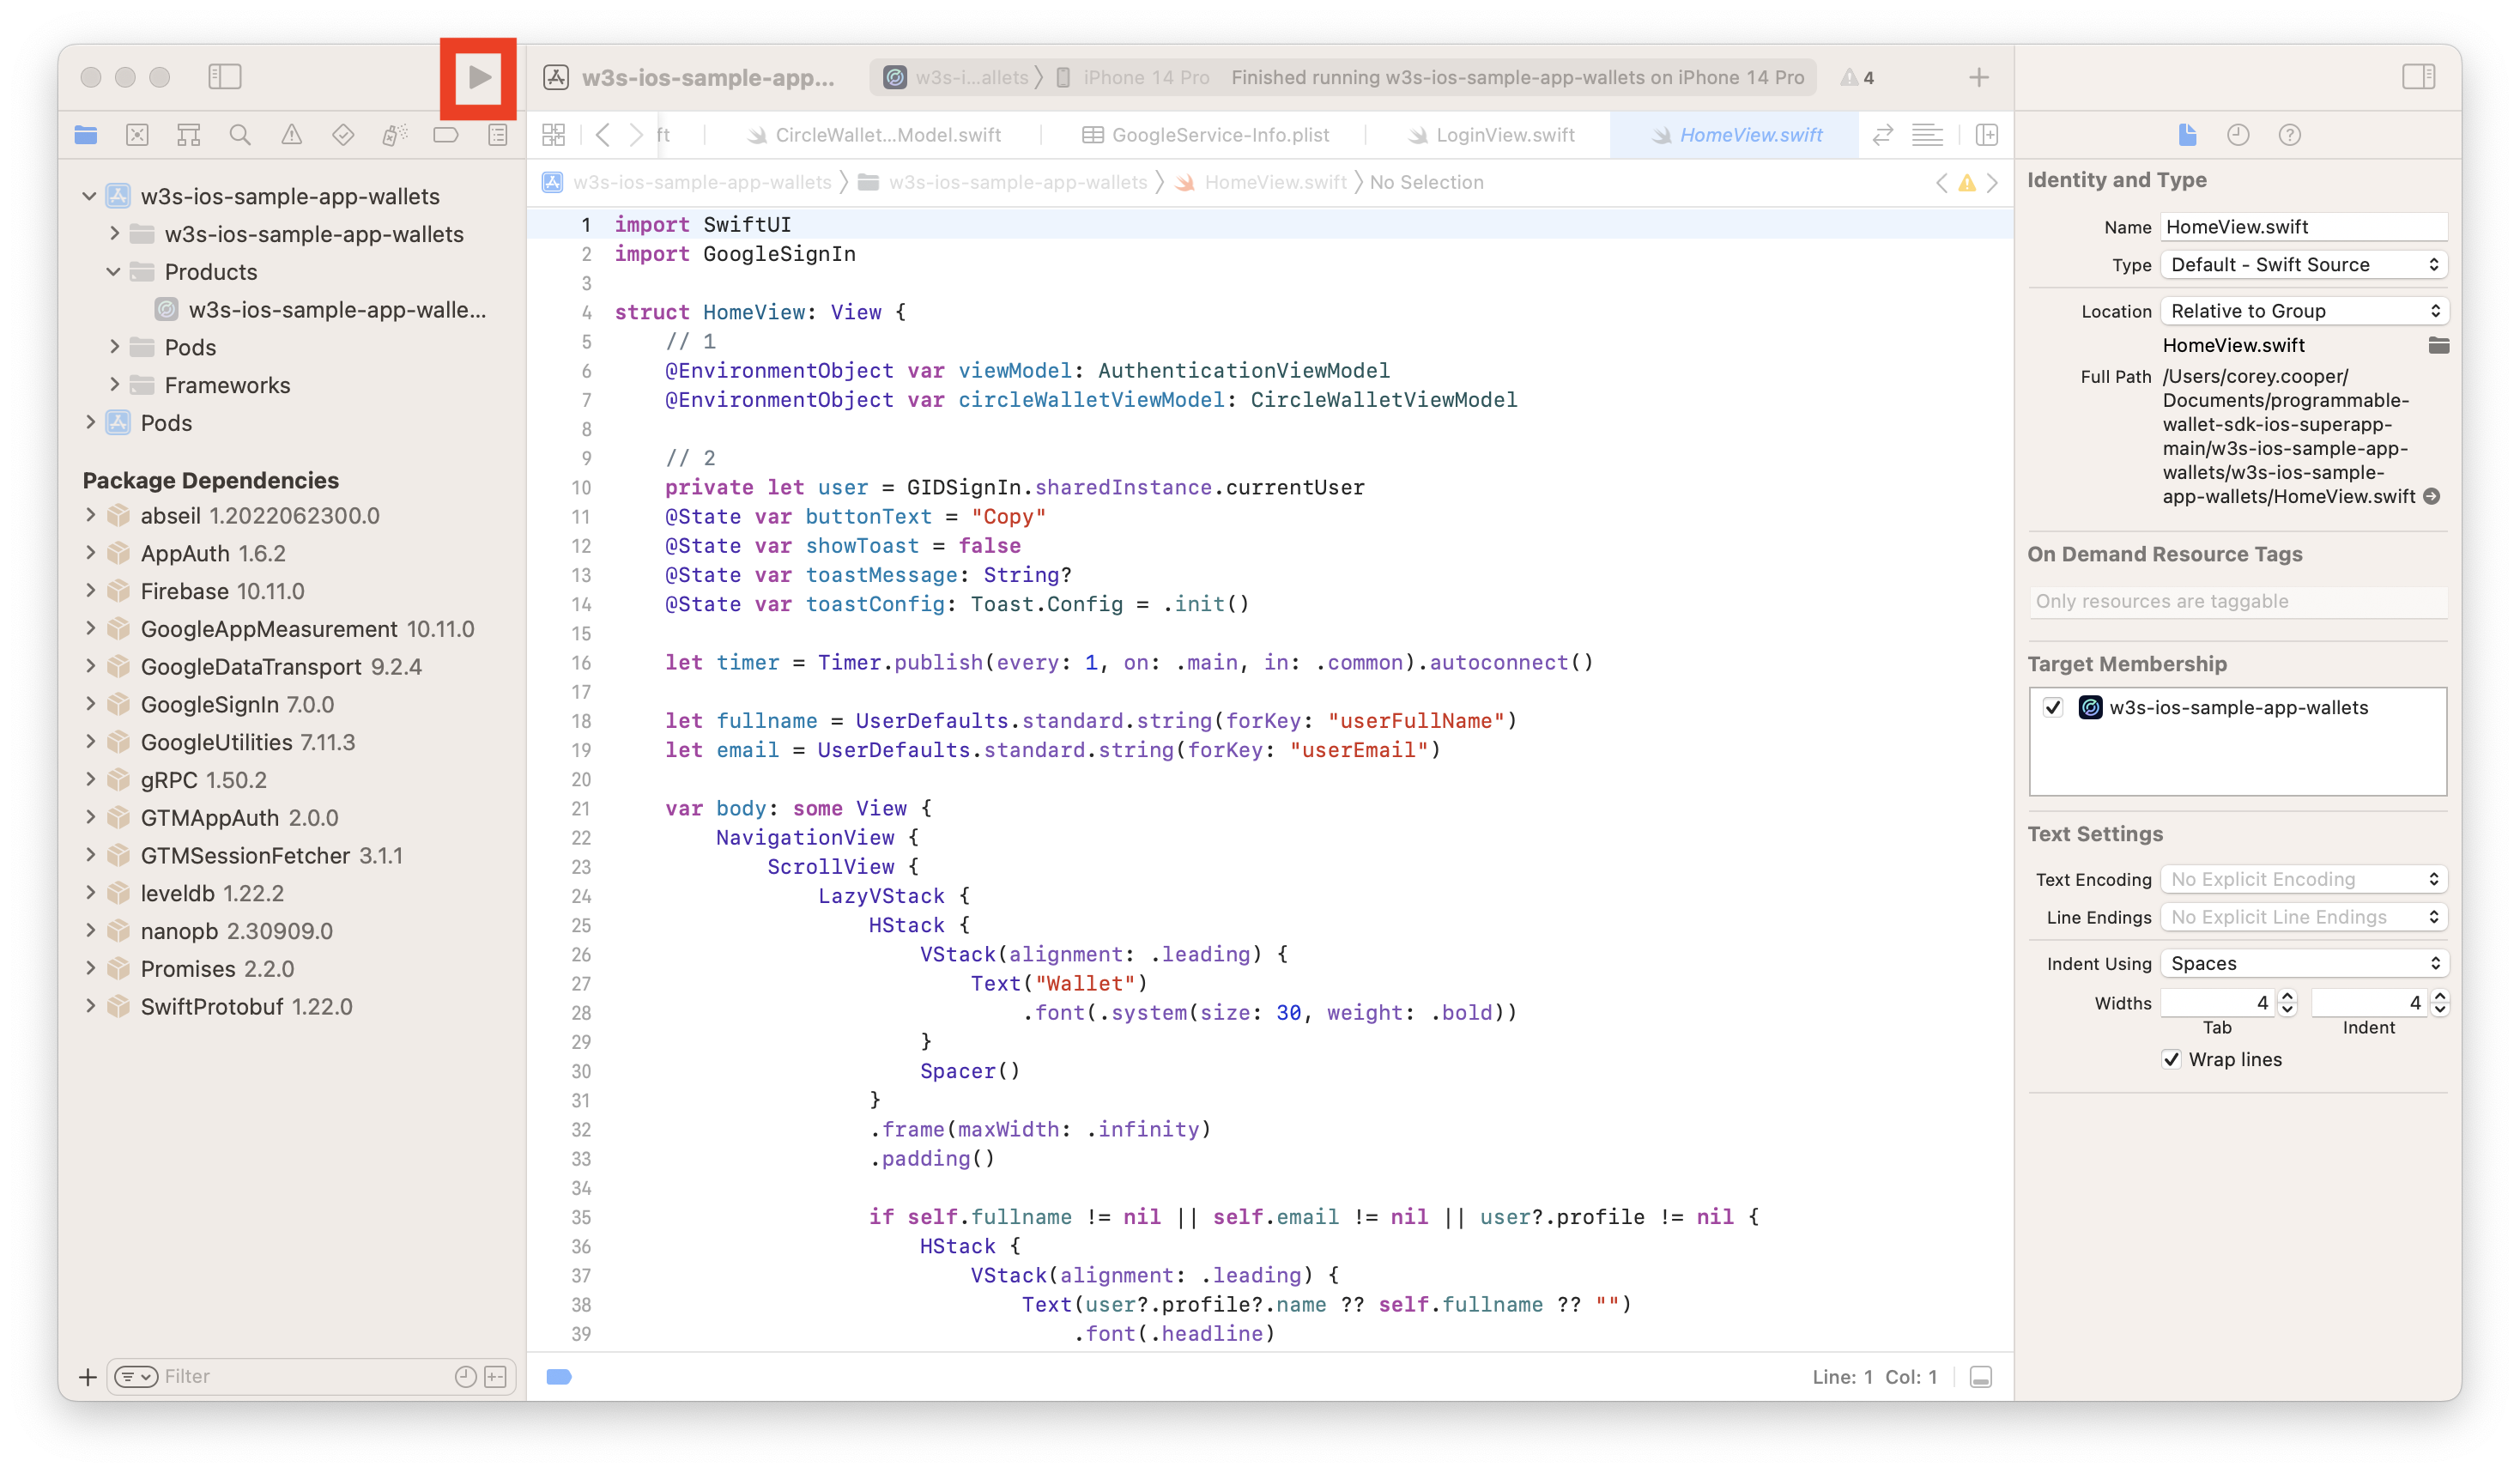 w3s-ios-sample-app...
w3s-i...allets
iPhone 14 Pro
Finished running w3s-ios-sample-app-wallets on iPhone 14 Pro
4
ft
CircleWallet...Model.swift
GoogleService-Info.plist
LoginView.swift
HomeView.swift
w3s-ios-sample-app-wallets
w3s-ios-sample-app-wallets
HomeView.swift
No Selection
w3s-ios-sample-app-wallets
w3s-ios-sample-app-wallets
Products
w3s-ios-sample-app-walle...
Pods
Frameworks
Pods
Package Dependencies
abseil 1.2022062300.0
AppAuth 1.6.2
Firebase 10.11.0
GoogleAppMeasurement 10.11.0
GoogleDataTransport 9.2.4
GoogleSignIn 7.0.0
GoogleUtilities 7.11.3
gRPC 1.50.2
GTMAppAuth 2.0.0
GTMSessionFetcher 3.1.1
leveldb 1.22.2
nanopb 2.30909.0
Promises 2.2.0
SwiftProtobuf 1.22.0
Filter
1 import SwiftUI
2 import GoogleSignIn
3
4 struct HomeView: View {
5 // 1
6 @EnvironmentObject var viewModel: AuthenticationViewModel
7 @EnvironmentObject var circleWalletViewModel: CircleWalletViewModel
8
9 // 2
10 private let user = GIDSignIn.sharedInstance.currentUser
11 @State var buttonText = "Copy"
12 @State var showToast = false
13 @State var toastMessage: String?
14 @State var toastConfig: Toast.Config = .init()
15
16 let timer = Timer.publish(every: 1, on: .main, in: .common).autoconnect()
17
18 let fullname = UserDefaults.standard.string(forKey: "userFullName")
19 let email = UserDefaults.standard.string(forKey: "userEmail")
20
21 var body: some View {
22 NavigationView {
23 ScrollView {
24 LazyVStack {
25 HStack {
26 VStack(alignment: .leading) {
27 Text("Wallet")
28 .font(.system(size: 30, weight: .bold))
29 }
30 Spacer()
31 }
32 .frame(maxWidth: .infinity)
33 .padding()
34
35 if self.fullname != nil || self.email != nil || user?.profile != nil {
36 HStack {
37 VStack(alignment: .leading) {
38 Text(user?.profile?.name ?? self.fullname ?? "")
39 .font(.headline)
Line: 1 Col: 1
Identity and Type
Name HomeView.swift
Type Default - Swift Source
Location Relative to Group
HomeView.swift
Full Path /Users/corey.cooper/
Documents/programmable-
wallet-sdk-ios-superapp-
main/w3s-ios-sample-app-
wallets/w3s-ios-sample-
app-wallets/HomeView.swift
On Demand Resource Tags
Only resources are taggable
Target Membership
w3s-ios-sample-app-wallets
Text Settings
Text Encoding No Explicit Encoding
Line Endings No Explicit Line Endings
Indent Using Spaces
Widths 4 4
Tab Indent
Wrap lines